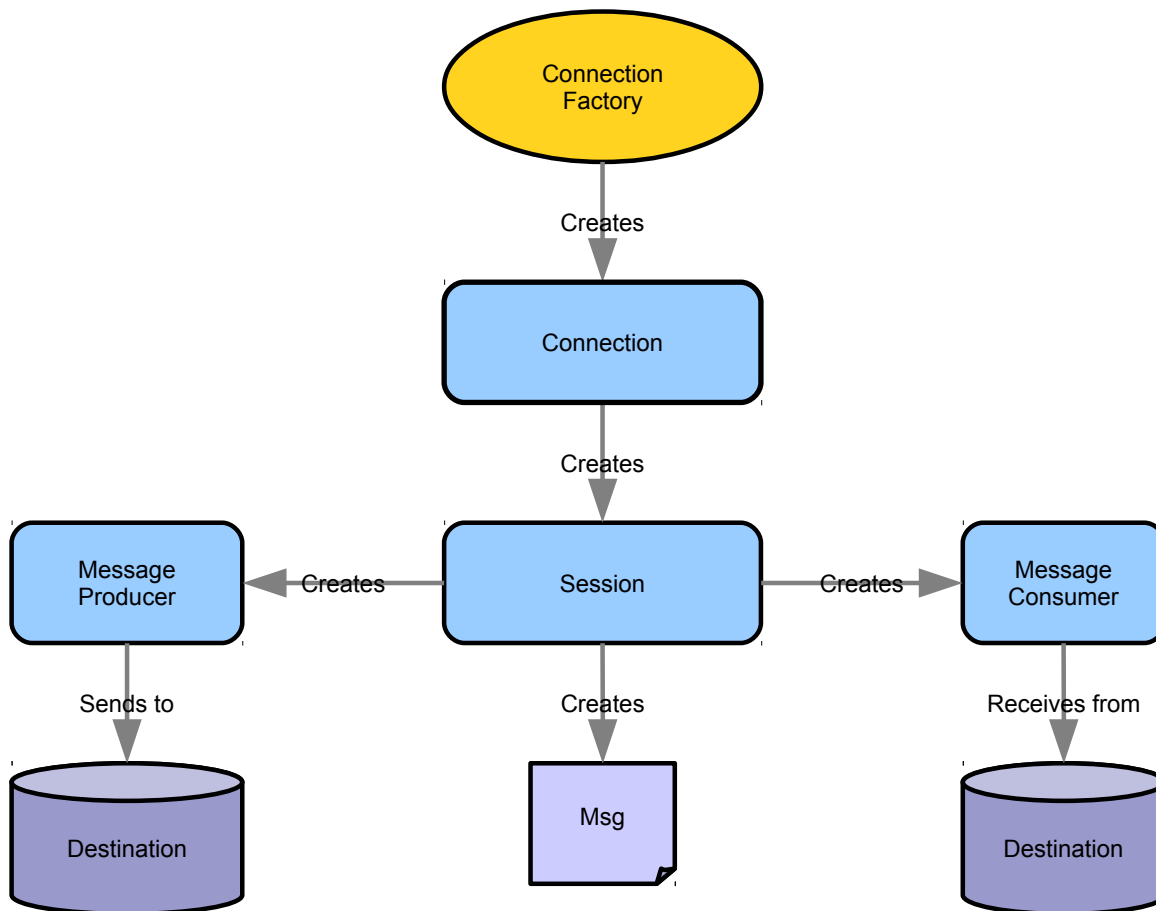 Connection
Factory
Creates
Connection
Creates
Message
Producer
Creates
Session
Creates
Message
Consumer
Sends to
Creates
Receives from
Destination
Msg
Destination